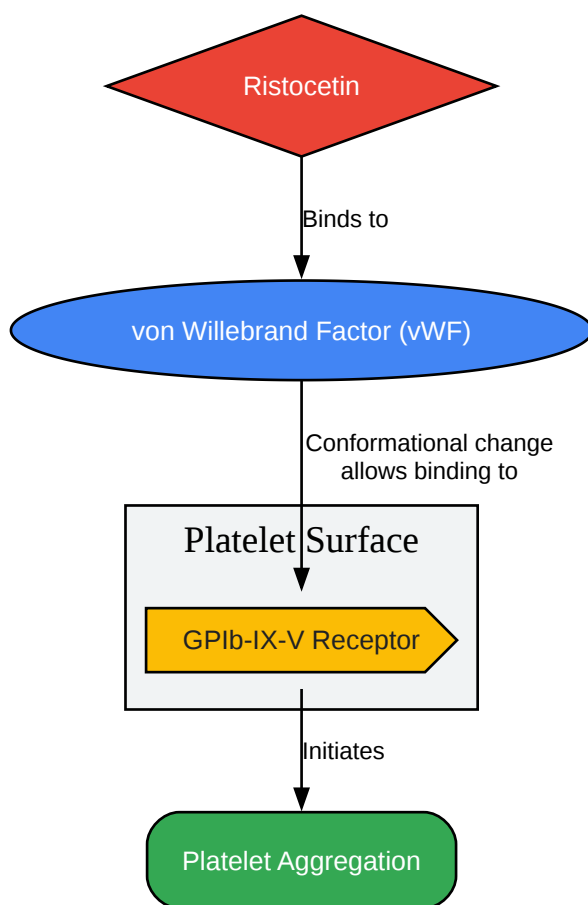 Ristocetin
Binds to
von Willebrand Factor (vWF)
Conformational change
allows binding to
Platelet Surface
GPIb-IX-V Receptor
Initiates
Platelet Aggregation